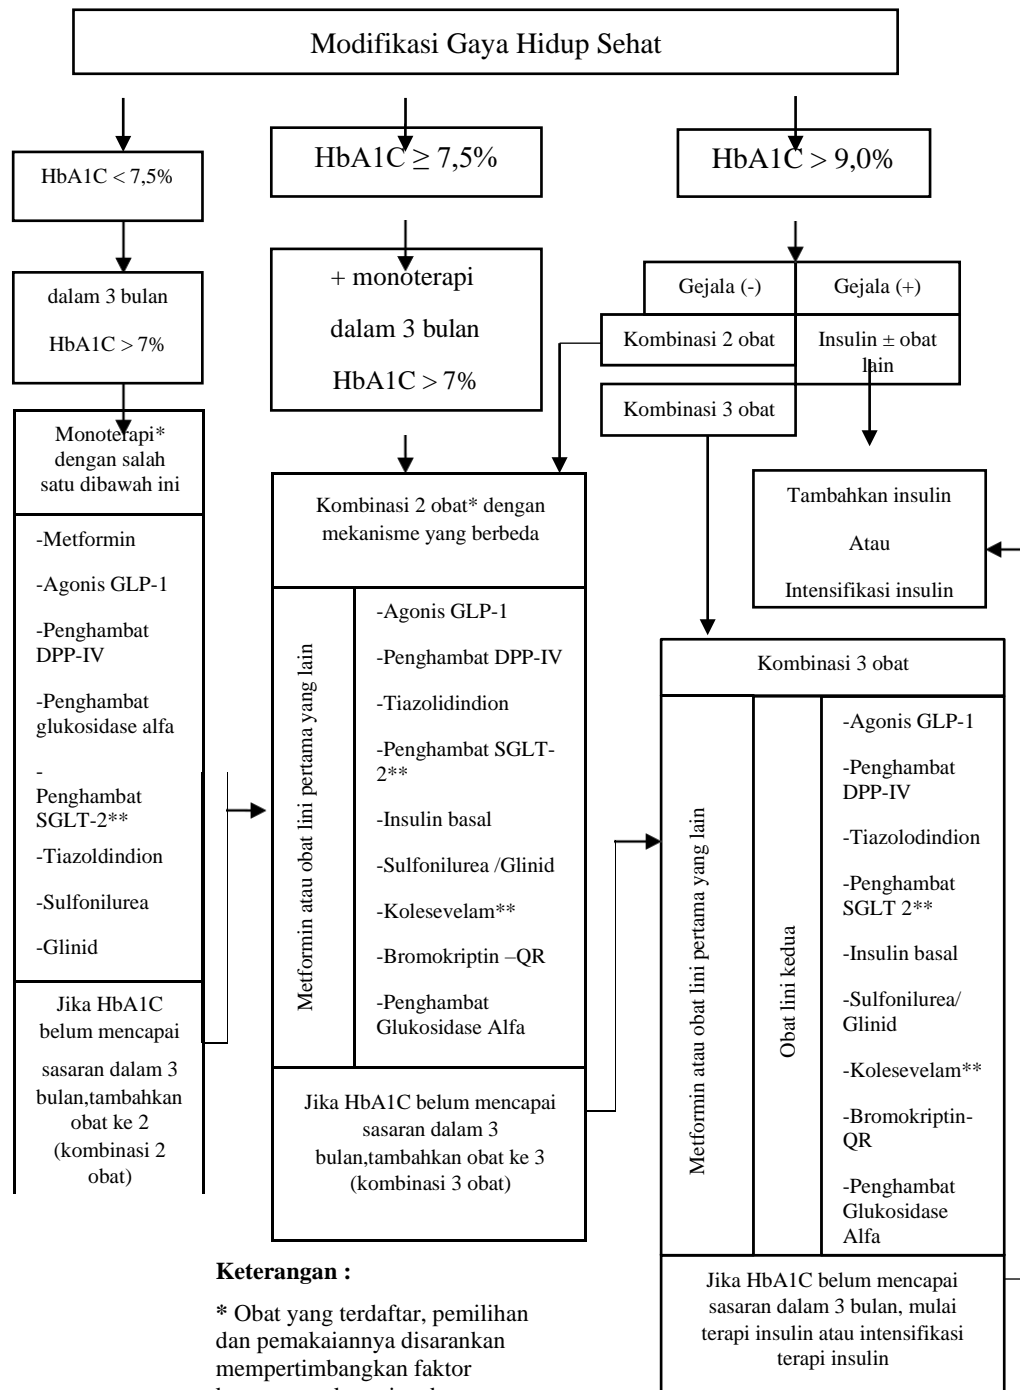 Modifikasi Gaya Hidup Sehat
HbA1C < 7,5%
HbA1C ≥ 7,5%
HbA1C > 9,0%
dalam 3 bulan
HbA1C > 7%
+ monoterapi
dalam 3 bulan
HbA1C > 7%
Gejala (-)
Gejala (+)
Kombinasi 2 obat
Insulin ± obat
lain
Kombinasi 3 obat
Monoterapi*
dengan salah
satu dibawah ini
-Metformin
-Agonis GLP-1
-Penghambat
DPP-IV
-Penghambat
glukosidase alfa
-
Penghambat
SGLT-2**
-Tiazoldindion
-Sulfonilurea
-Glinid
Jika HbA1C
belum mencapai
sasaran dalam 3
bulan,tambahkan
obat ke 2
(kombinasi 2
obat)
Kombinasi 2 obat* dengan
mekanisme yang berbeda
Metformin atau obat lini pertama yang lain
-Agonis GLP-1
-Penghambat DPP-IV
-Tiazolidindion
-Penghambat SGLT-
2**
-Insulin basal
-Sulfonilurea /Glinid
-Kolesevelam**
-Bromokriptin –QR
-Penghambat
Glukosidase Alfa
Jika HbA1C belum mencapai
sasaran dalam 3
bulan,tambahkan obat ke 3
(kombinasi 3 obat)
Tambahkan insulin
Atau
Intensifikasi insulin
Kombinasi 3 obat
Metformin atau obat lini pertama yang lain
Obat lini kedua
-Agonis GLP-1
-Penghambat
DPP-IV
-Tiazolodindion
-Penghambat
SGLT 2**
-Insulin basal
-Sulfonilurea/
Glinid
-Kolesevelam**
-Bromokriptin-
QR
-Penghambat
Glukosidase
Alfa
Jika HbA1C belum mencapai
sasaran dalam 3 bulan, mulai
terapi insulin atau intensifikasi
terapi insulin
Keterangan :
* Obat yang terdaftar, pemilihan
dan pemakaiannya disarankan
mempertimbangkan faktor